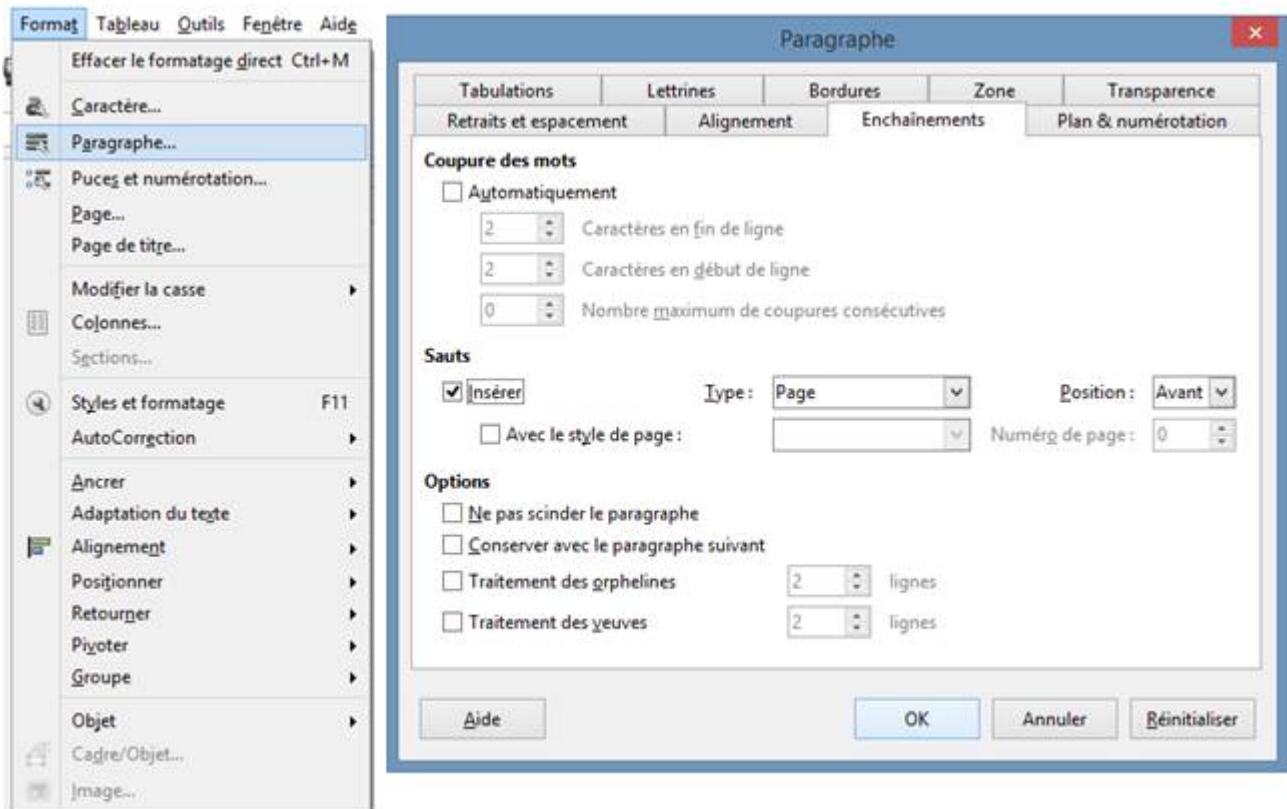 Format Tableau Outils Fenêtre Aide
Effacer le formatage direct Ctrl+M
Caractère...
Paragraphe...
Puces et numérotation...
Page...
Page de titre...
Modifier la casse
Colonnes...
Sections...
Styles et formatage F11
AutoCorrection
Ancrer
Adaptation du texte
Alignement
Positionner
Retourner
Pivoter
Groupe
Objet
Cadre/Objet...
Image...
Paragraphe
Tabulations Lettrines Bordures Zone Transparence
Retraits et espacement Alignement Enchaînements Plan & numérotation
Coupure des mots
Automatiquement
2 Caractères en fin de ligne
2 Caractères en début de ligne
0 Nombre maximum de coupures consécutives
Sauts
Insérer Type : Page Position : Avant
Avec le style de page : Numéro de page : 0
Options
Ne pas scinder le paragraphe
Conserver avec le paragraphe suivant
Traitement des orphelines 2 lignes
Traitement des veuves 2 lignes
Aide OK Annuler Réinitialiser